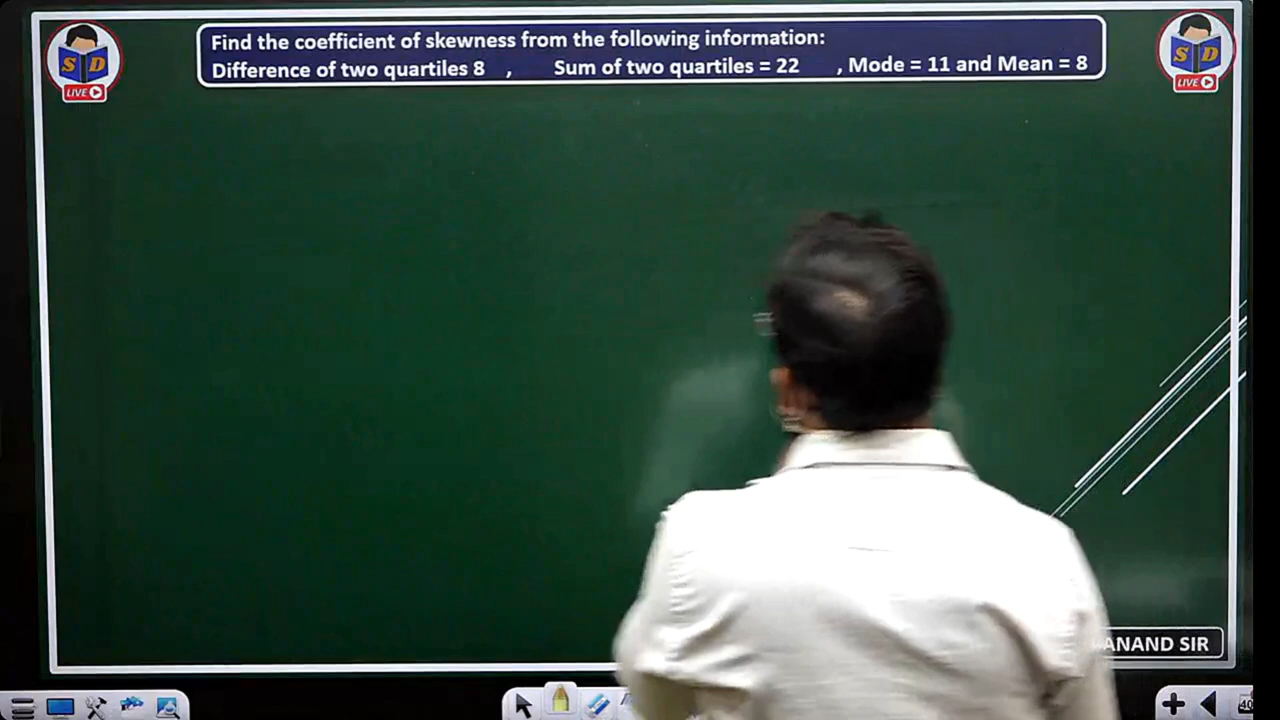 Find the coefficient of skewness from the following information:
Difference of two quartiles 8 , Sum of two quartiles = 22 , Mode = 11 and Mean = 8
S D
LIVE
S D
LIVE
ANAND SIR